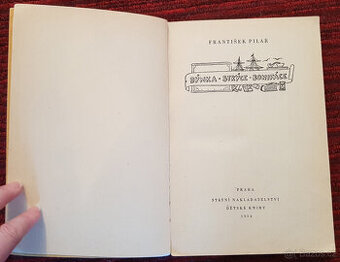 FRANTIŠEK PILAŘ
DÝMKA · STRÝCE · BONIFÁCE
PRAHA
STÁTNÍ NAKLADATELSTVÍ
DĚTSKÉ KNIHY